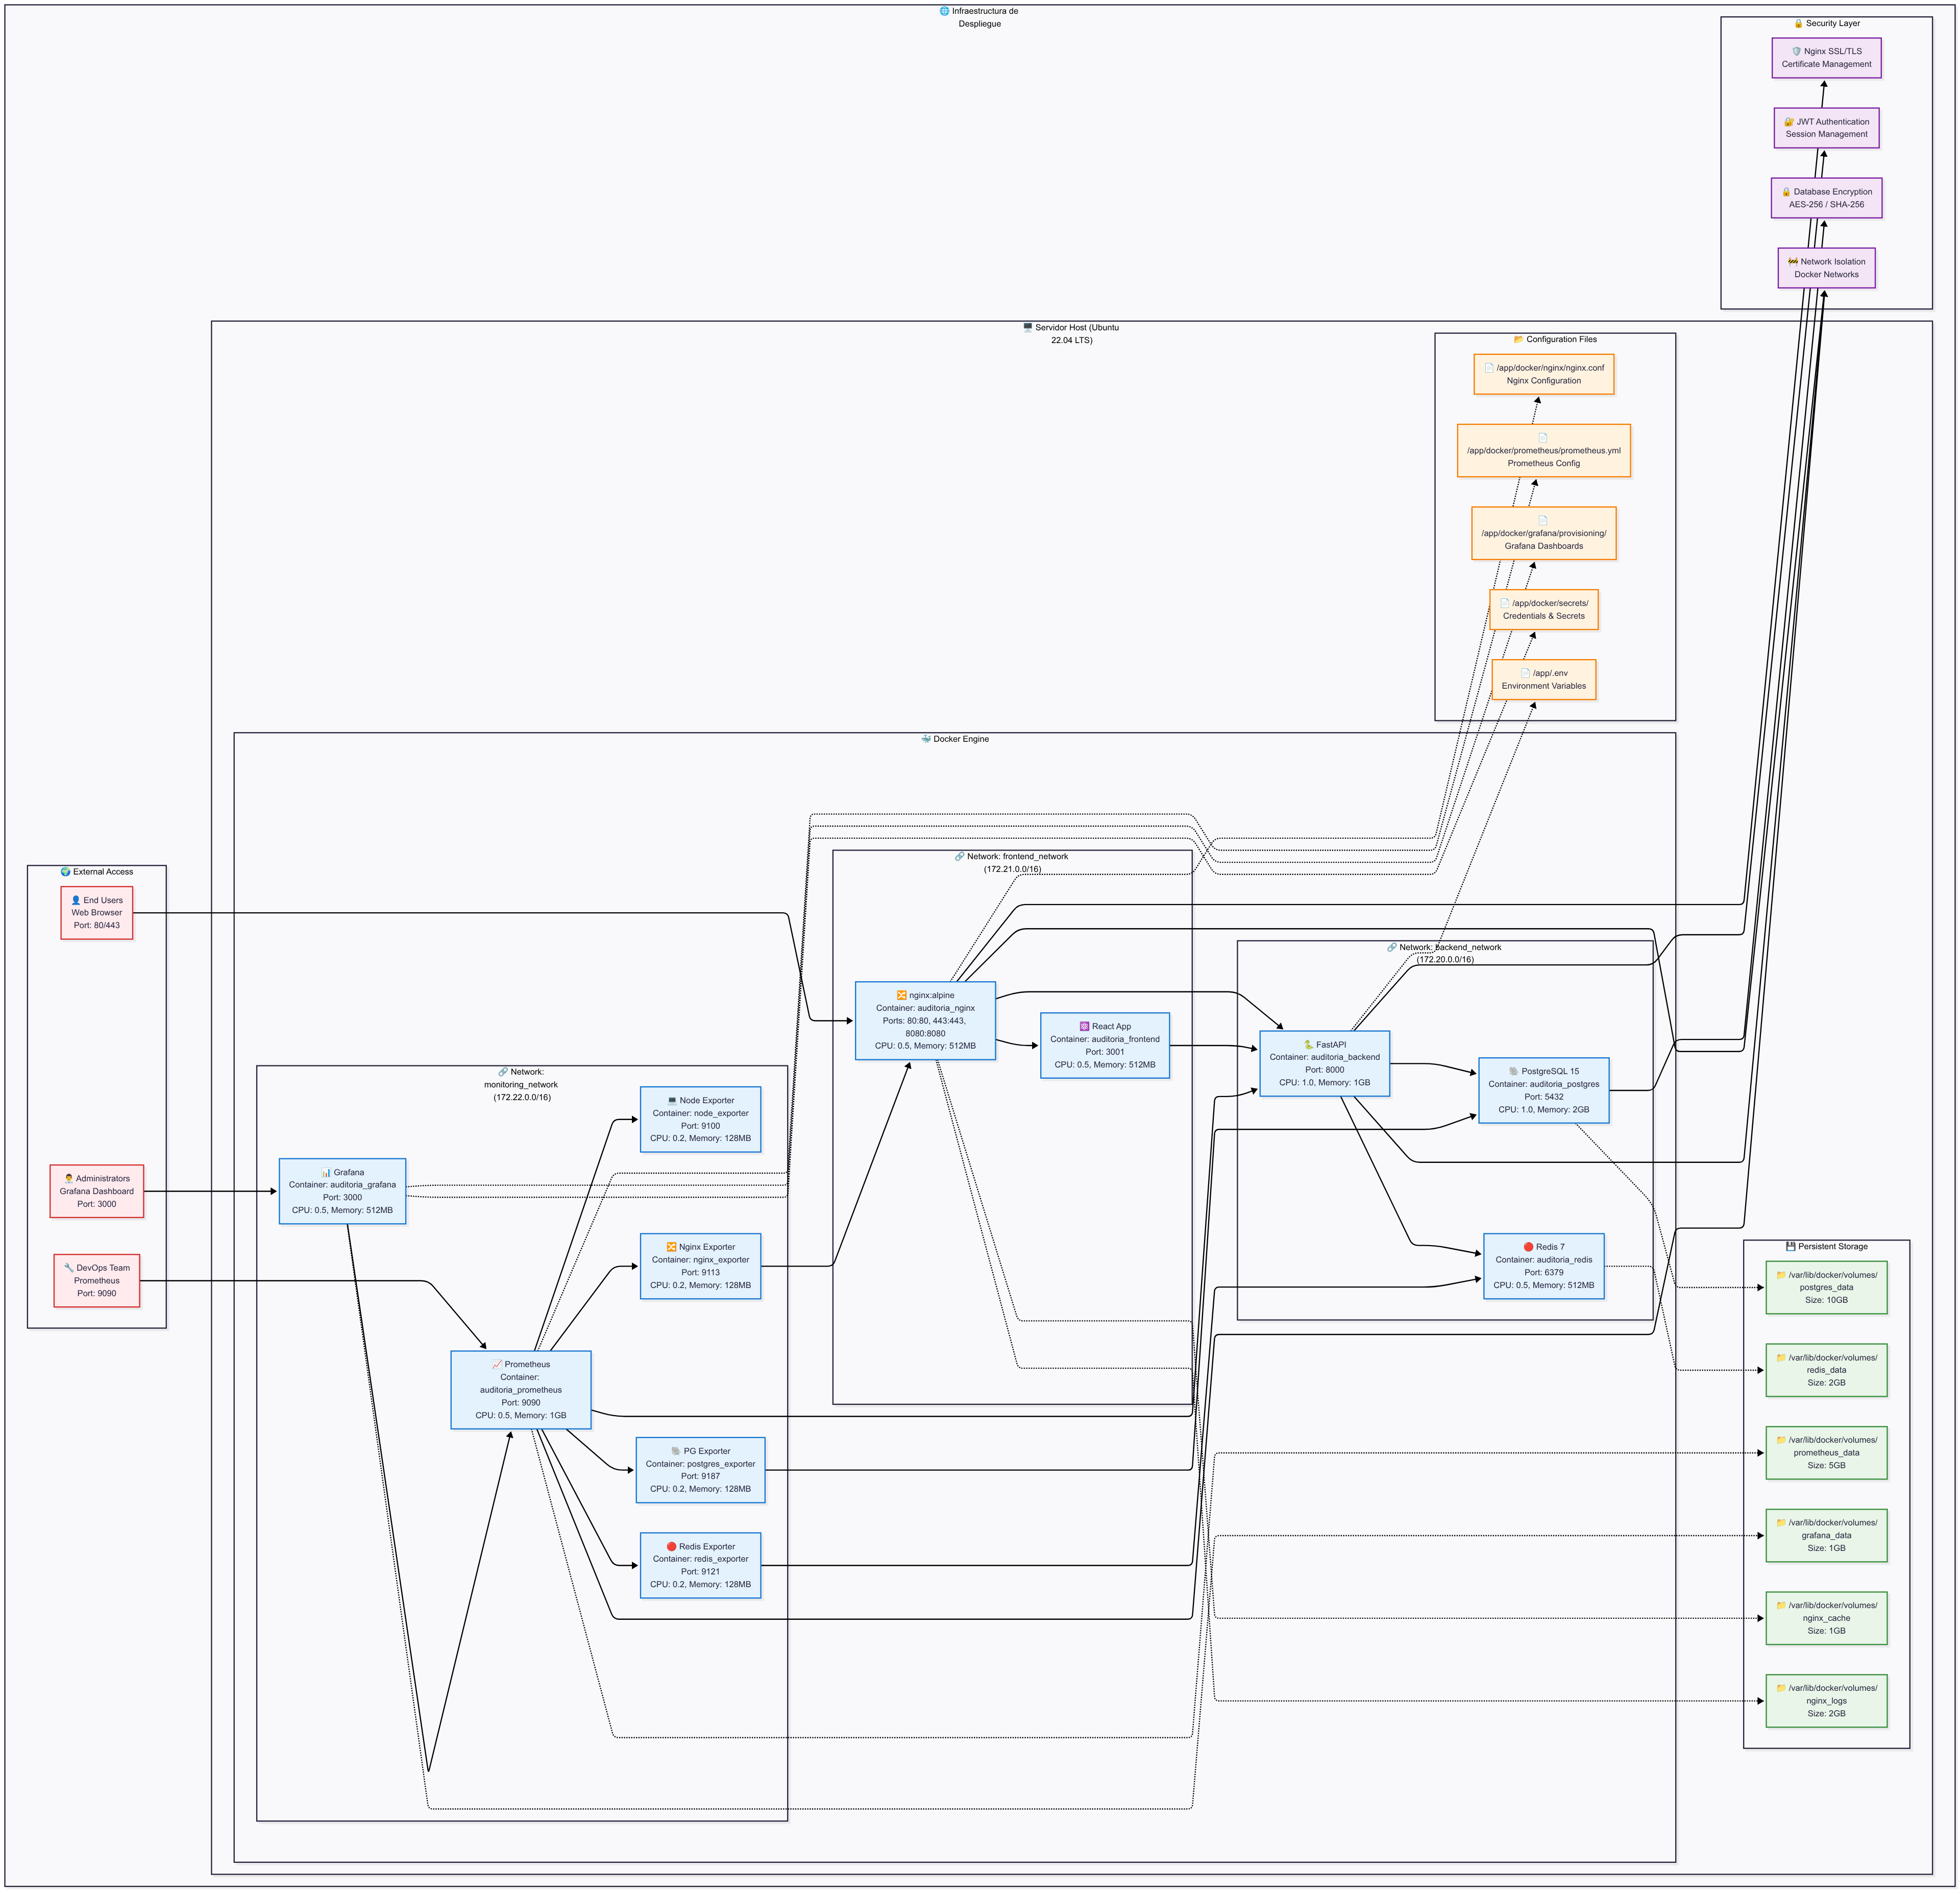 🌐 Infraestructura de
Despliegue
🔒 Security Layer
🛡️ Nginx SSL/TLS
Certificate Management
🔐 JWT Authentication
Session Management
🔒 Database Encryption
AES-256 / SHA-256
🚧 Network Isolation
Docker Networks
🖥️ Servidor Host (Ubuntu
22.04 LTS)
📂 Configuration Files
📄 /app/docker/nginx/nginx.conf
Nginx Configuration
📄
/app/docker/prometheus/prometheus.yml
Prometheus Config
📄
/app/docker/grafana/provisioning/
Grafana Dashboards
📄 /app/docker/secrets/
Credentials & Secrets
📄 /app/.env
Environment Variables
🐳 Docker Engine
🌍 External Access
👤 End Users
Web Browser
Port: 80/443
👨‍💼 Administrators
Grafana Dashboard
Port: 3000
🔧 DevOps Team
Prometheus
Port: 9090
🔗 Network:
monitoring_network
(172.22.0.0/16)
📊 Grafana
Container: auditoria_grafana
Port: 3000
CPU: 0.5, Memory: 512MB
📈 Prometheus
Container:
auditoria_prometheus
Port: 9090
CPU: 0.5, Memory: 1GB
💻 Node Exporter
Container: node_exporter
Port: 9100
CPU: 0.2, Memory: 128MB
🔀 Nginx Exporter
Container: nginx_exporter
Port: 9113
CPU: 0.2, Memory: 128MB
🐘 PG Exporter
Container: postgres_exporter
Port: 9187
CPU: 0.2, Memory: 128MB
🔴 Redis Exporter
Container: redis_exporter
Port: 9121
CPU: 0.2, Memory: 128MB
🔗 Network: frontend_network
(172.21.0.0/16)
🔀 nginx:alpine
Container: auditoria_nginx
Ports: 80:80, 443:443,
8080:8080
CPU: 0.5, Memory: 512MB
⚛️ React App
Container: auditoria_frontend
Port: 3001
CPU: 0.5, Memory: 512MB
🔗 Network: backend_network
(172.20.0.0/16)
🐍 FastAPI
Container: auditoria_backend
Port: 8000
CPU: 1.0, Memory: 1GB
🐘 PostgreSQL 15
Container: auditoria_postgres
Port: 5432
CPU: 1.0, Memory: 2GB
🔴 Redis 7
Container: auditoria_redis
Port: 6379
CPU: 0.5, Memory: 512MB
💾 Persistent Storage
📁 /var/lib/docker/volumes/
postgres_data
Size: 10GB
📁 /var/lib/docker/volumes/
redis_data
Size: 2GB
📁 /var/lib/docker/volumes/
prometheus_data
Size: 5GB
📁 /var/lib/docker/volumes/
grafana_data
Size: 1GB
📁 /var/lib/docker/volumes/
nginx_cache
Size: 1GB
📁 /var/lib/docker/volumes/
nginx_logs
Size: 2GB